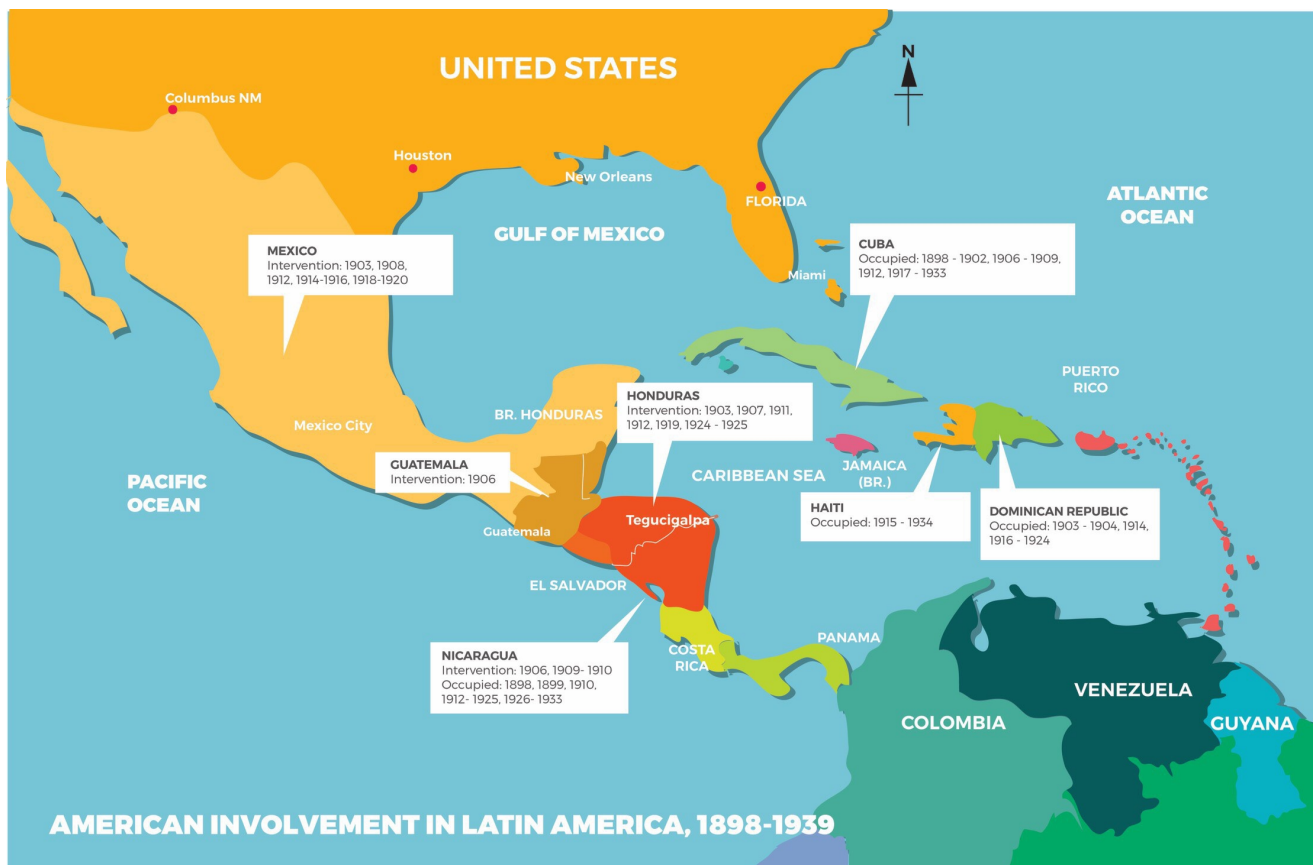 N
UNITED STATES
Columbus NM
Houston
New Orleans
FLORIDA
ATLANTIC
OCEAN
GULF OF MEXICO
MEXICO
Intervention: 1903, 1908,
1912, 1914-1916, 1918-1920
CUBA
Occupied: 1898 - 1902, 1906 - 1909,
1912, 1917 - 1933
Miami
PUERTO
RICO
HONDURAS
Intervention: 1903, 1907, 1911,
1912, 1919, 1924 - 1925
BR. HONDURAS
Mexico City
GUATEMALA
Intervention: 1906
CARIBBEAN SEA
JAMAICA
(BR.)
PACIFIC
OCEAN
HAITI
Occupied: 1915 - 1934
DOMINICAN REPUBLIC
Occupied: 1903 - 1904, 1914,
1916 - 1924
Tegucigalpa
Guatemala
EL SALVADOR
NICARAGUA
Intervention: 1906, 1909- 1910
Occupied: 1898, 1899, 1910,
1912- 1925, 1926- 1933
COSTA
RICA
PANAMA
VENEZUELA
COLOMBIA
GUYANA
AMERICAN INVOLVEMENT IN LATIN AMERICA, 1898-1939